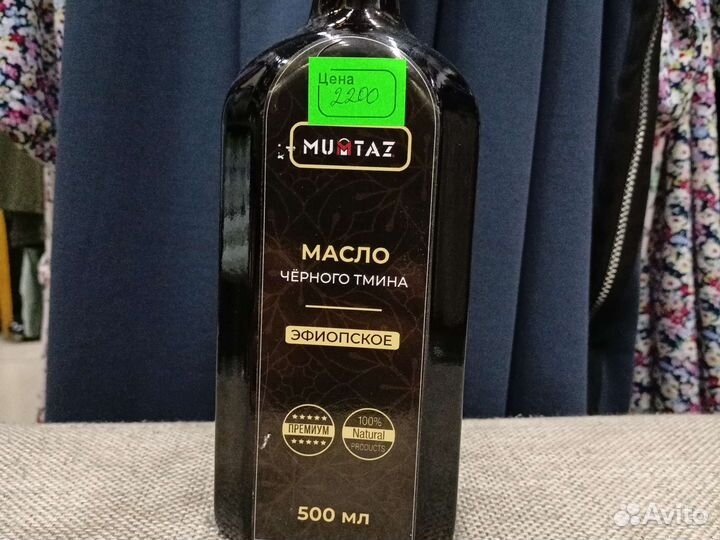 Цена
2200
MUMTAZ
МАСЛО
ЧЁРНОГО ТМИНА
ЭФИОПСКОЕ
ПРЕМИУМ
100%
Natural
PRODUCTS
500 мл
Avito